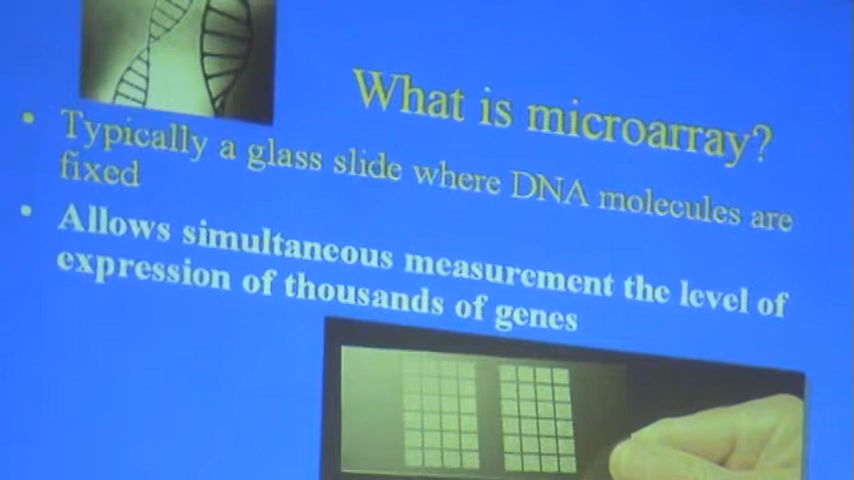 What is microarray?
• Typically a glass slide where DNA molecules are
fixed
• Allows simultaneous measurement the level of
expression of thousands of genes